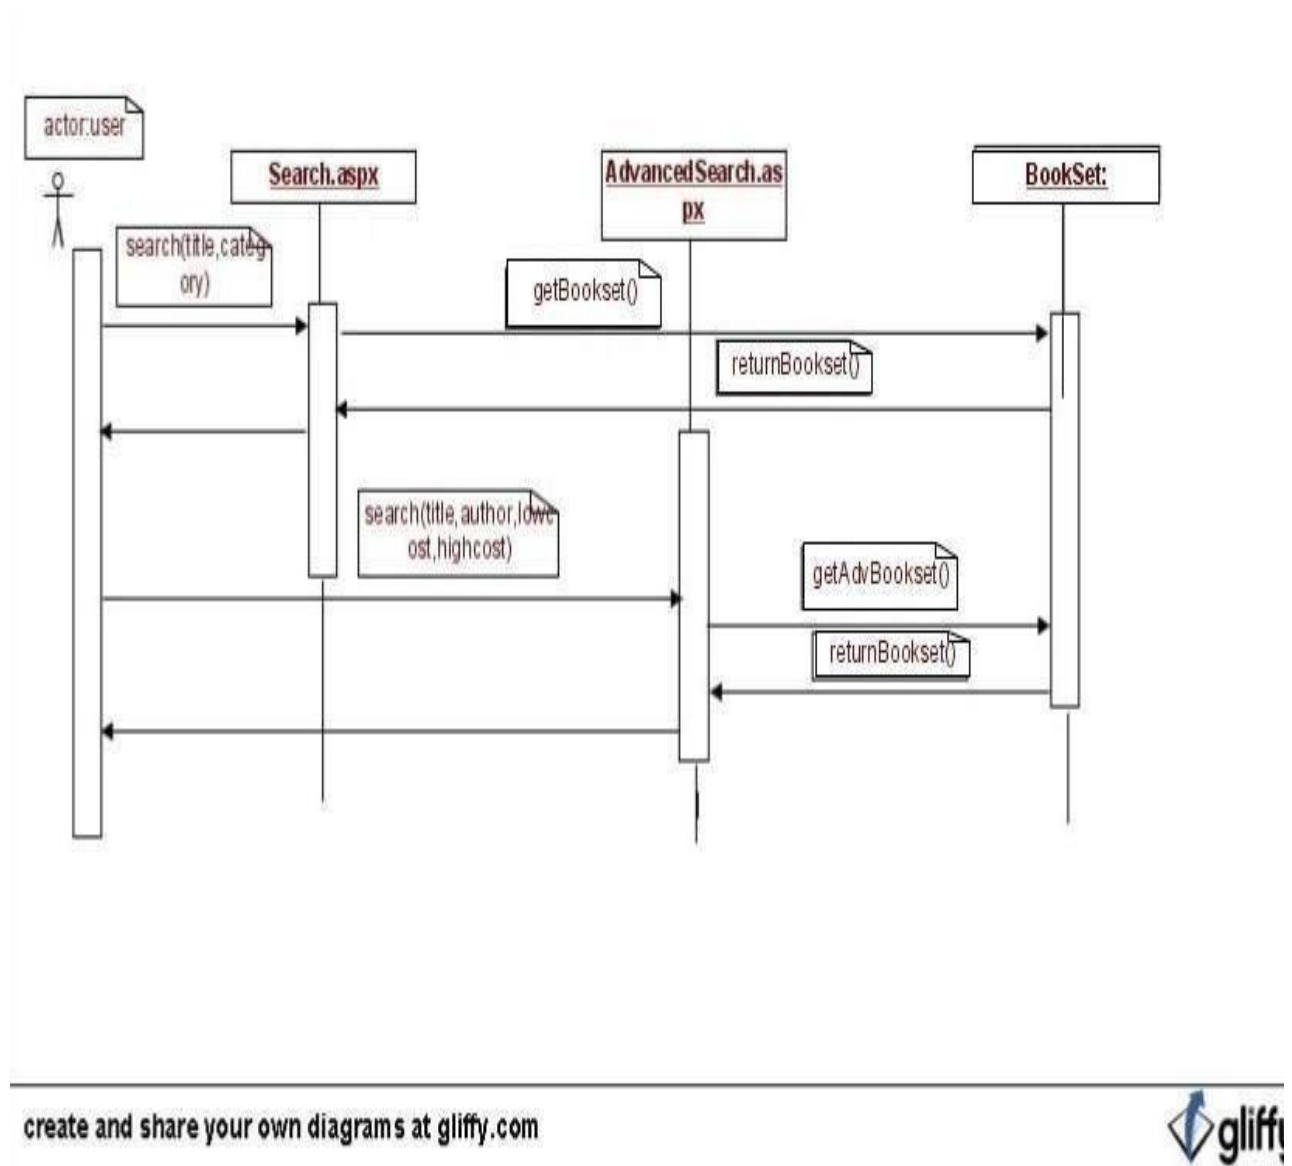 actor:user
Search.aspx
AdvancedSearch.as
px
BookSet:
search(title,categ
ory)
getBookset()
returnBookset()
search(title,author,lowc
ost,highcost)
getAdvBookset()
returnBookset()
create and share your own diagrams at gliffy.com
gliffy